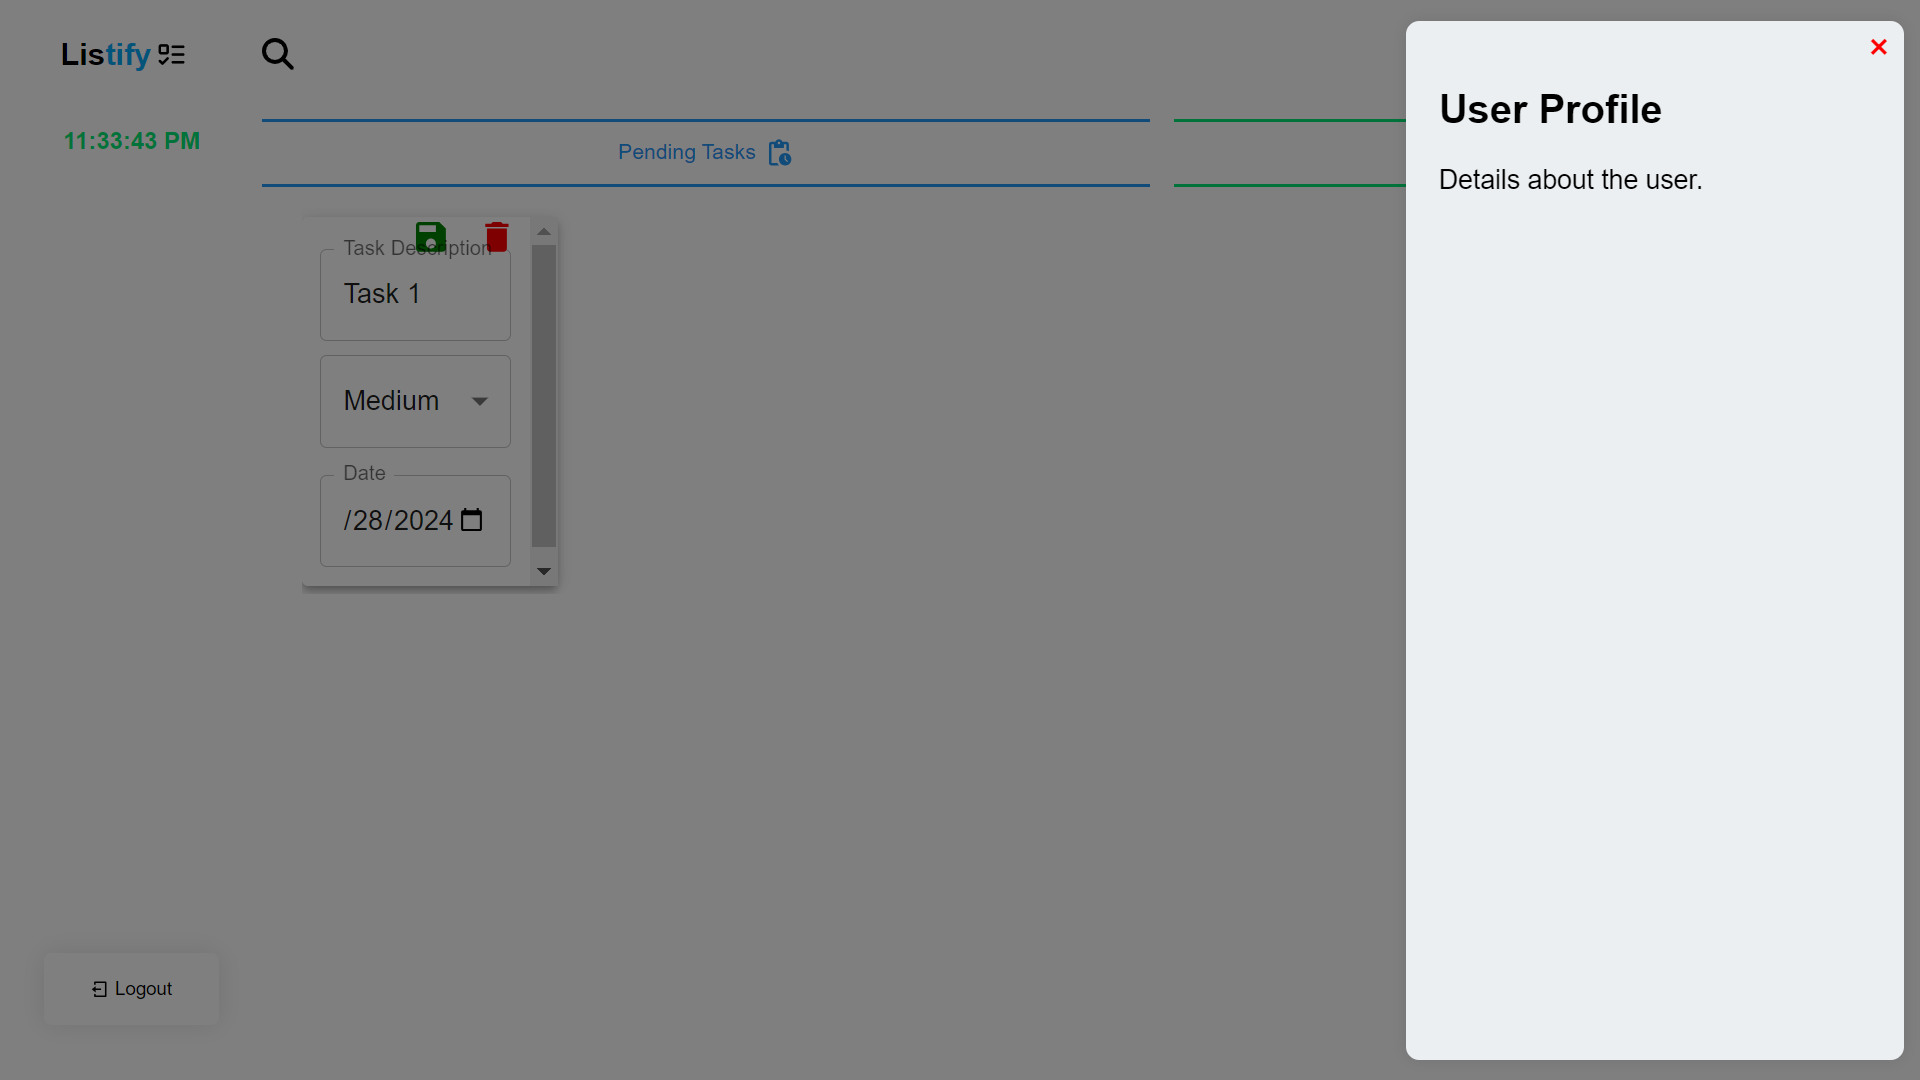 Listify
11:33:43 PM
Pending Tasks
Task Description
Task 1
Medium
Date
/28/2024
Logout
User Profile
Details about the user.